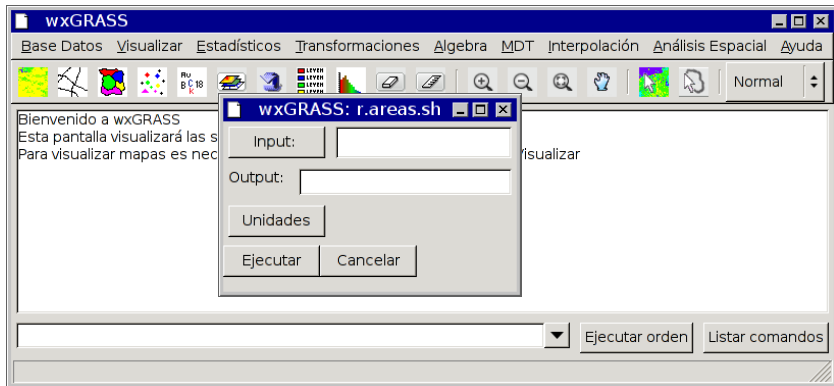 wxGRASS
Base Datos Visualizar Estadísticos Transformaciones Algebra MDT Interpolación Análisis Espacial Ayuda
Normal
Bienvenido a wxGRASS
Esta pantalla visualizará las s
Para visualizar mapas es nec
isualizar
wxGRASS: r.areas.sh
Input:
Output:
Unidades
Ejecutar Cancelar
Ejecutar orden Listar comandos